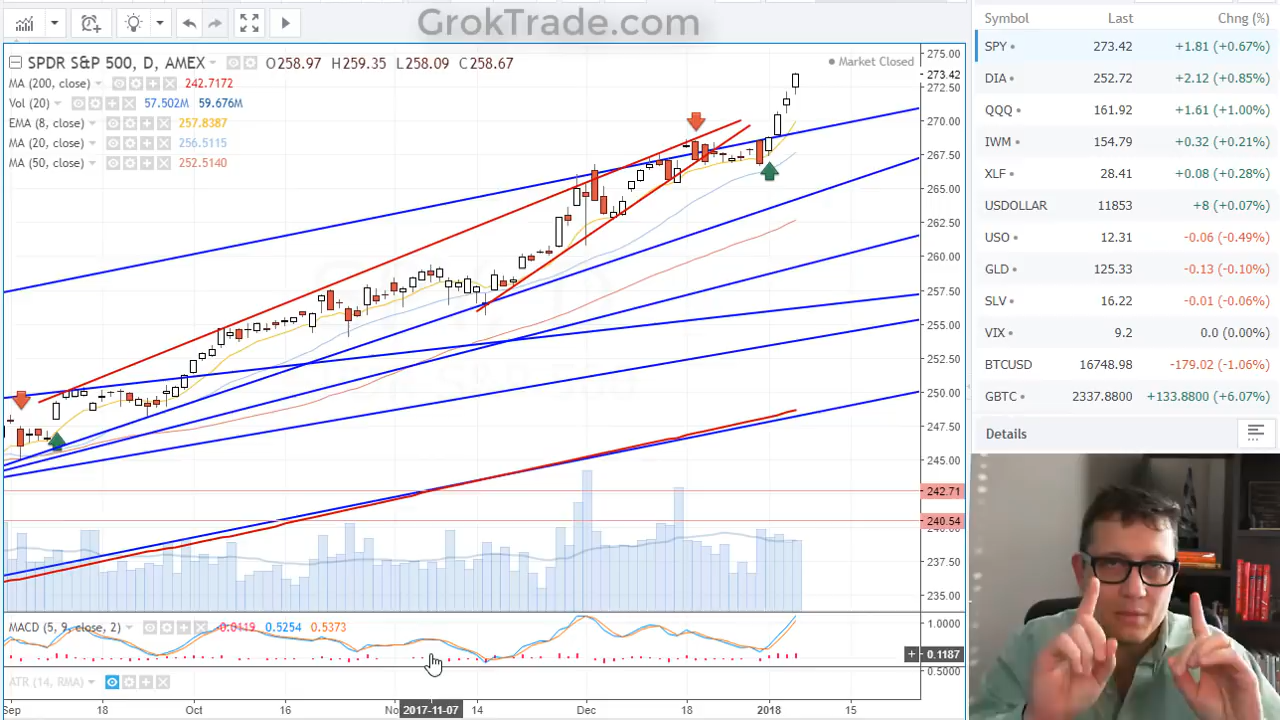 GrokTrade.com
SPDR S&P 500, D, AMEX O258.97 H259.35 L258.09 C258.67
Market Closed
MA (200, close) 242.7172
Vol (20) 57.502M 59.676M
EMA (8, close) 257.8387
MA (20, close) 256.5115
MA (50, close) 252.5140
275.00
273.42
272.50
270.00
267.50
265.00
262.50
260.00
257.50
255.00
252.50
250.00
247.50
245.00
242.71
240.54
237.50
235.00
MACD (5, 9, close, 2) -0.0119 0.5254 0.5373
1.0000
0.1187
0.5000
ATR (14, RMA)
Sep 18 Oct 16 2017-11-07 14 Dec 18 2018 15
Symbol Last Chng (%)
SPY 273.42 +1.81 (+0.67%)
DIA 252.72 +2.12 (+0.85%)
QQQ 161.92 +1.61 (+1.00%)
IWM 154.79 +0.32 (+0.21%)
XLF 28.41 +0.08 (+0.28%)
USDOLLAR 11853 +8 (+0.07%)
USO 12.31 -0.06 (-0.49%)
GLD 125.33 -0.13 (-0.10%)
SLV 16.22 -0.01 (-0.06%)
VIX 9.2 0.0 (0.00%)
BTCUSD 16748.98 -179.02 (-1.06%)
GBTC 2337.8800 +133.8800 (+6.07%)
Details